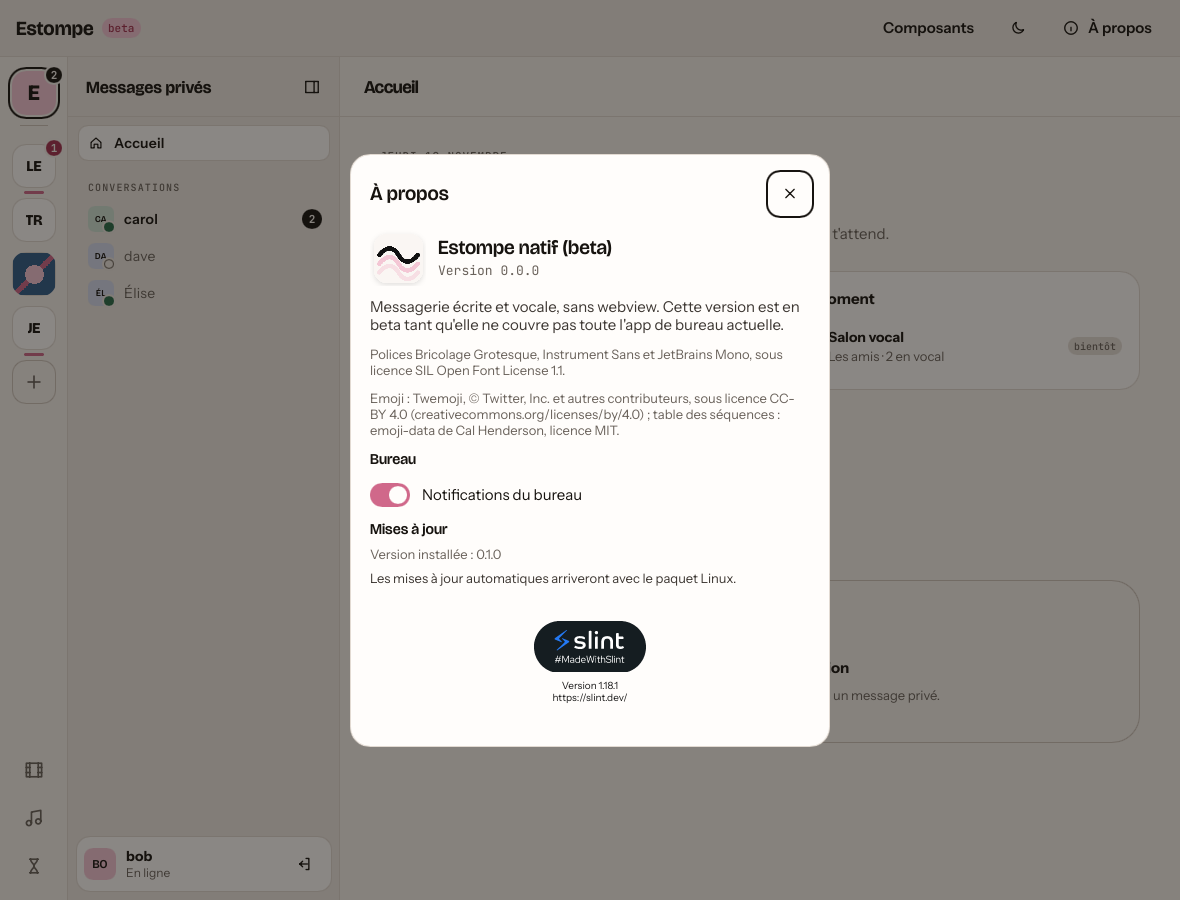 Estompe beta
Composants
À propos
E
2
Messages privés
Accueil
Accueil
LE
1
CONVERSATIONS
TR
CA
carol
2
DA
dave
ÉL
Élise
JE
t'attend.
oment
Salon vocal
Les amis · 2 en vocal
bientôt
on
un message privé.
BO
bob
En ligne
À propos
Estompe natif (beta)
Version 0.0.0
Messagerie écrite et vocale, sans webview. Cette version est en
beta tant qu'elle ne couvre pas toute l'app de bureau actuelle.
Polices Bricolage Grotesque, Instrument Sans et JetBrains Mono, sous
licence SIL Open Font License 1.1.
Emoji : Twemoji, © Twitter, Inc. et autres contributeurs, sous licence CC-
BY 4.0 (creativecommons.org/licenses/by/4.0) ; table des séquences :
emoji-data de Cal Henderson, licence MIT.
Bureau
Notifications du bureau
Mises à jour
Version installée : 0.1.0
Les mises à jour automatiques arriveront avec le paquet Linux.
slint
#MadeWithSlint
Version 1.18.1
https://slint.dev/